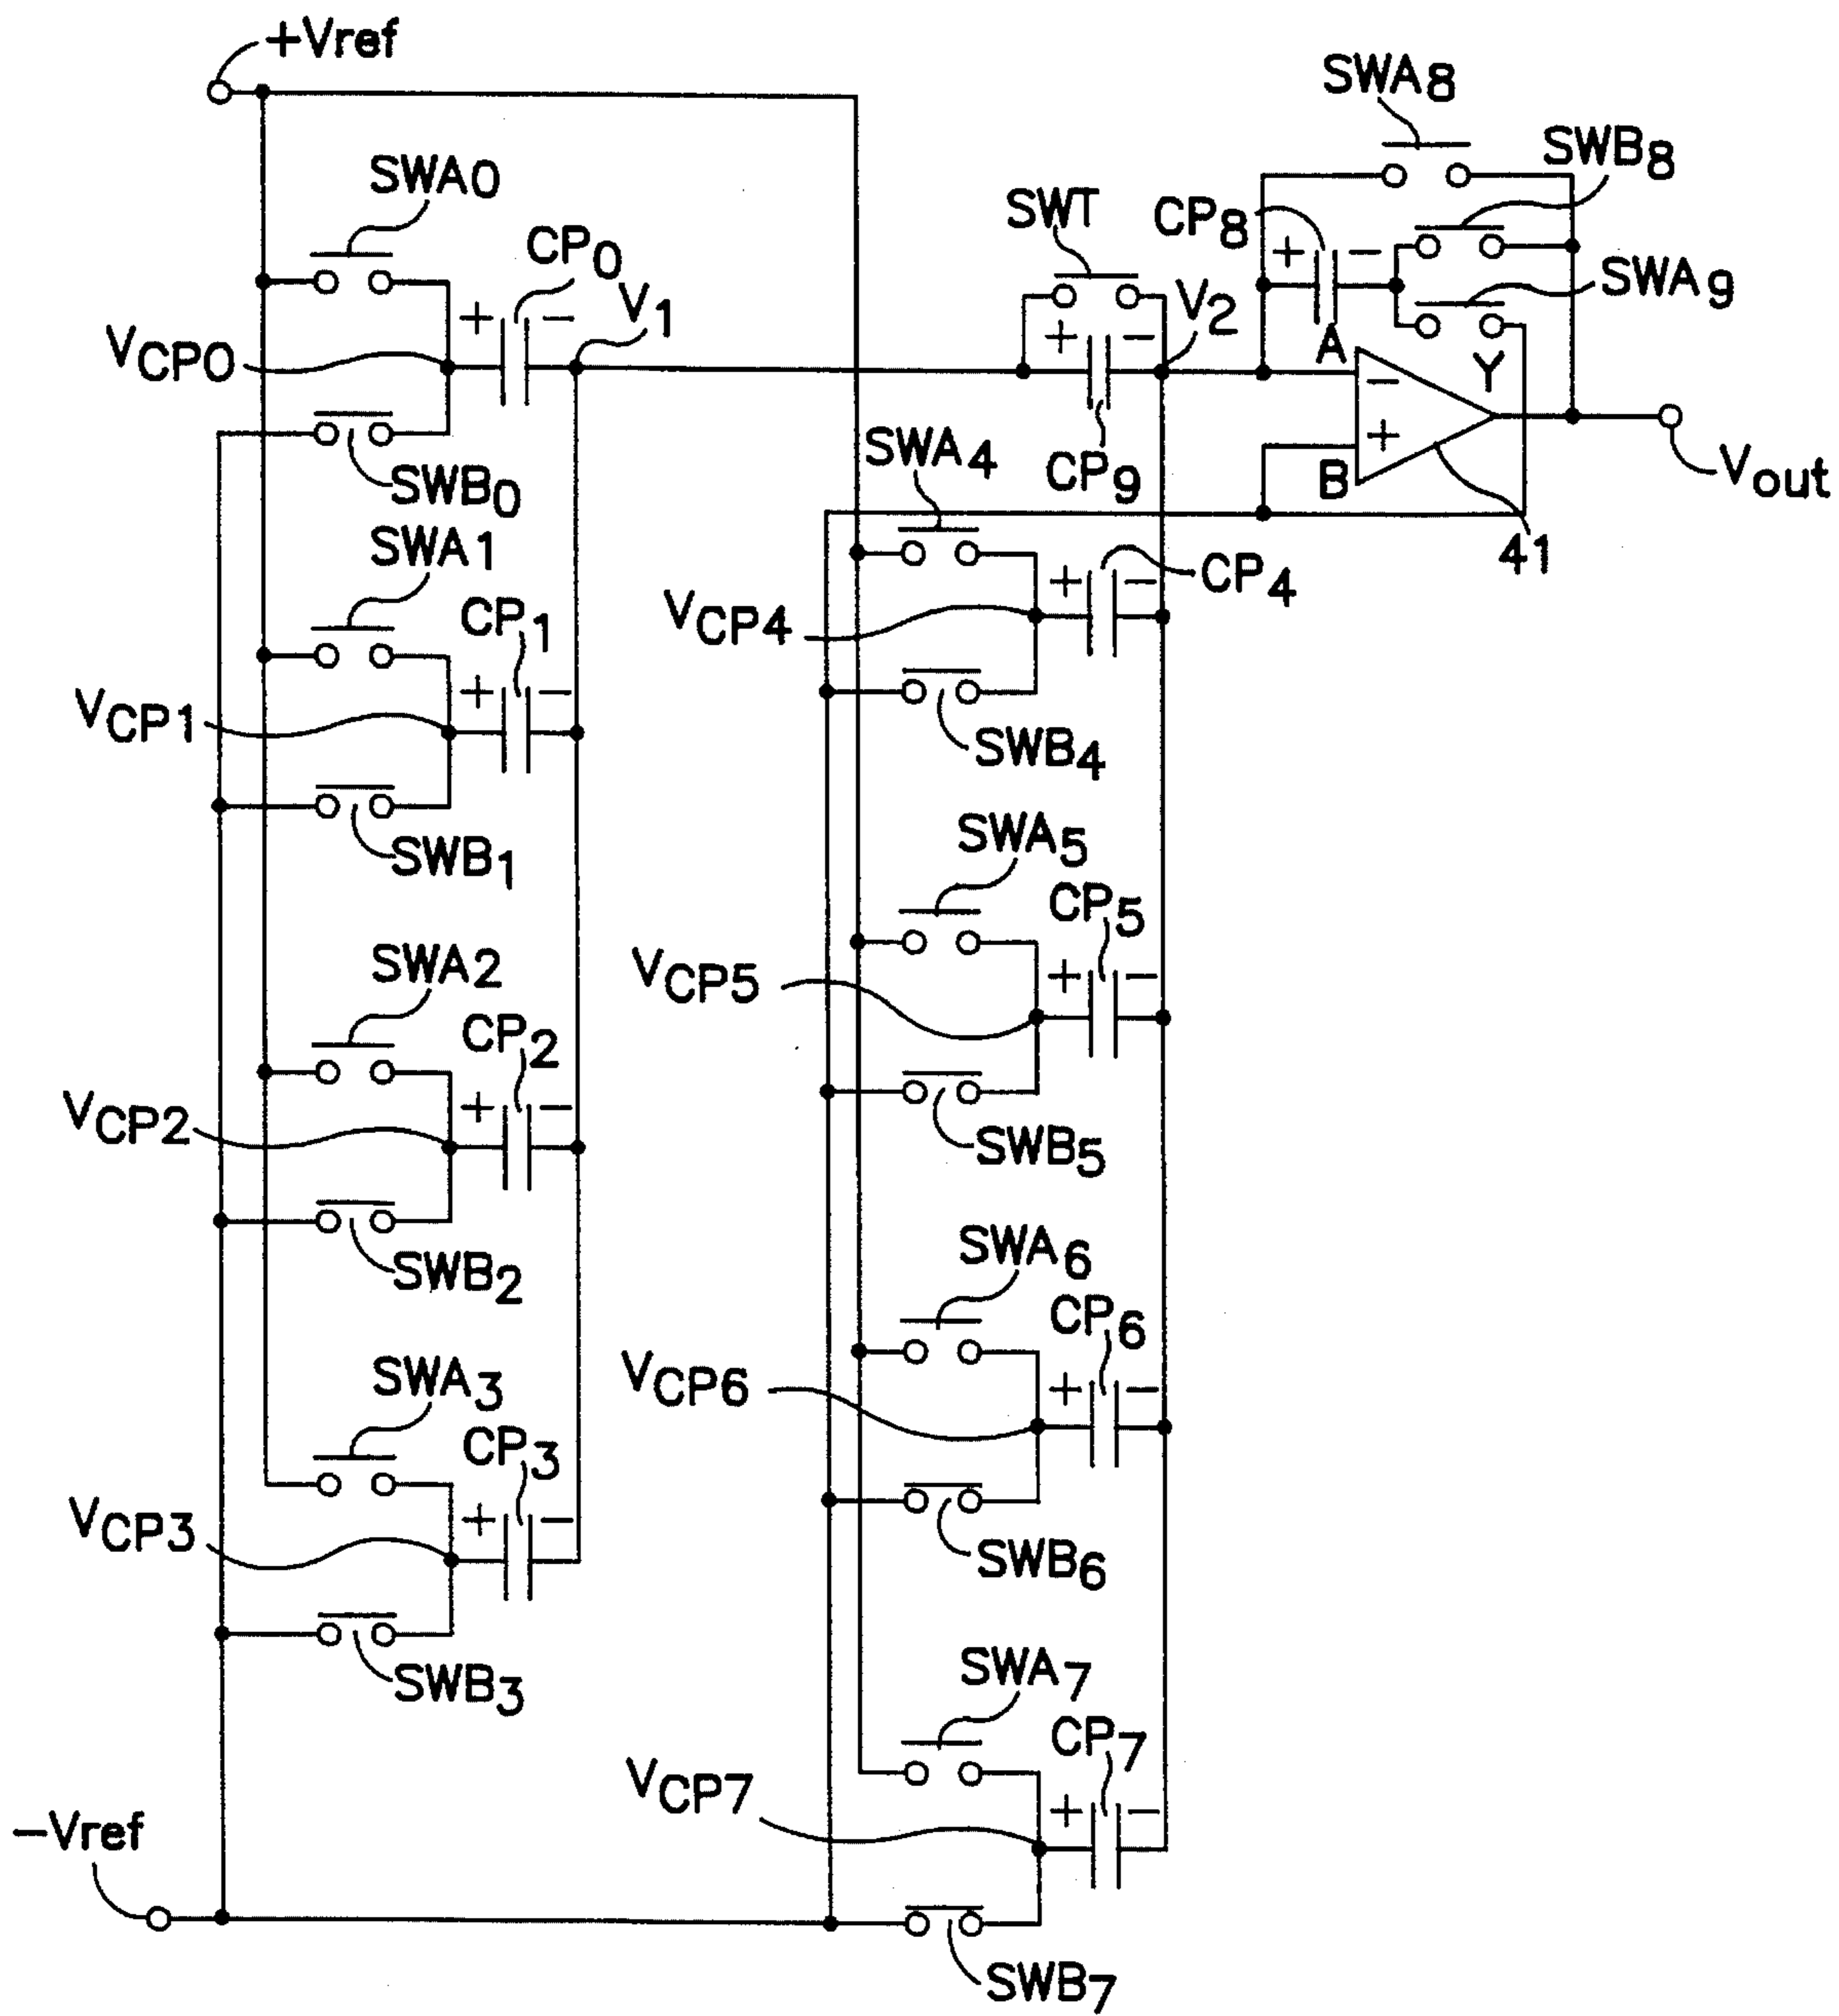 +Vref
SWA8
SWB8
SWA0
SWT
CP8
+ −
SWA9
CP0
V1
V2
+ −
+ −
A
Y
VCP0
−
+
SWA4
CP9
B
Vout
SWB0
SWA1
41
CP4
+ −
CP1
VCP4
+ −
VCP1
SWB4
SWA5
SWB1
CP5
SWA2
VCP5
+ −
CP2
VCP2
+ −
SWB5
SWA6
SWB2
CP6
SWA3
VCP6
+ −
CP3
VCP3
+ −
SWB6
SWA7
SWB3
CP7
VCP7
+ −
−Vref
SWB7